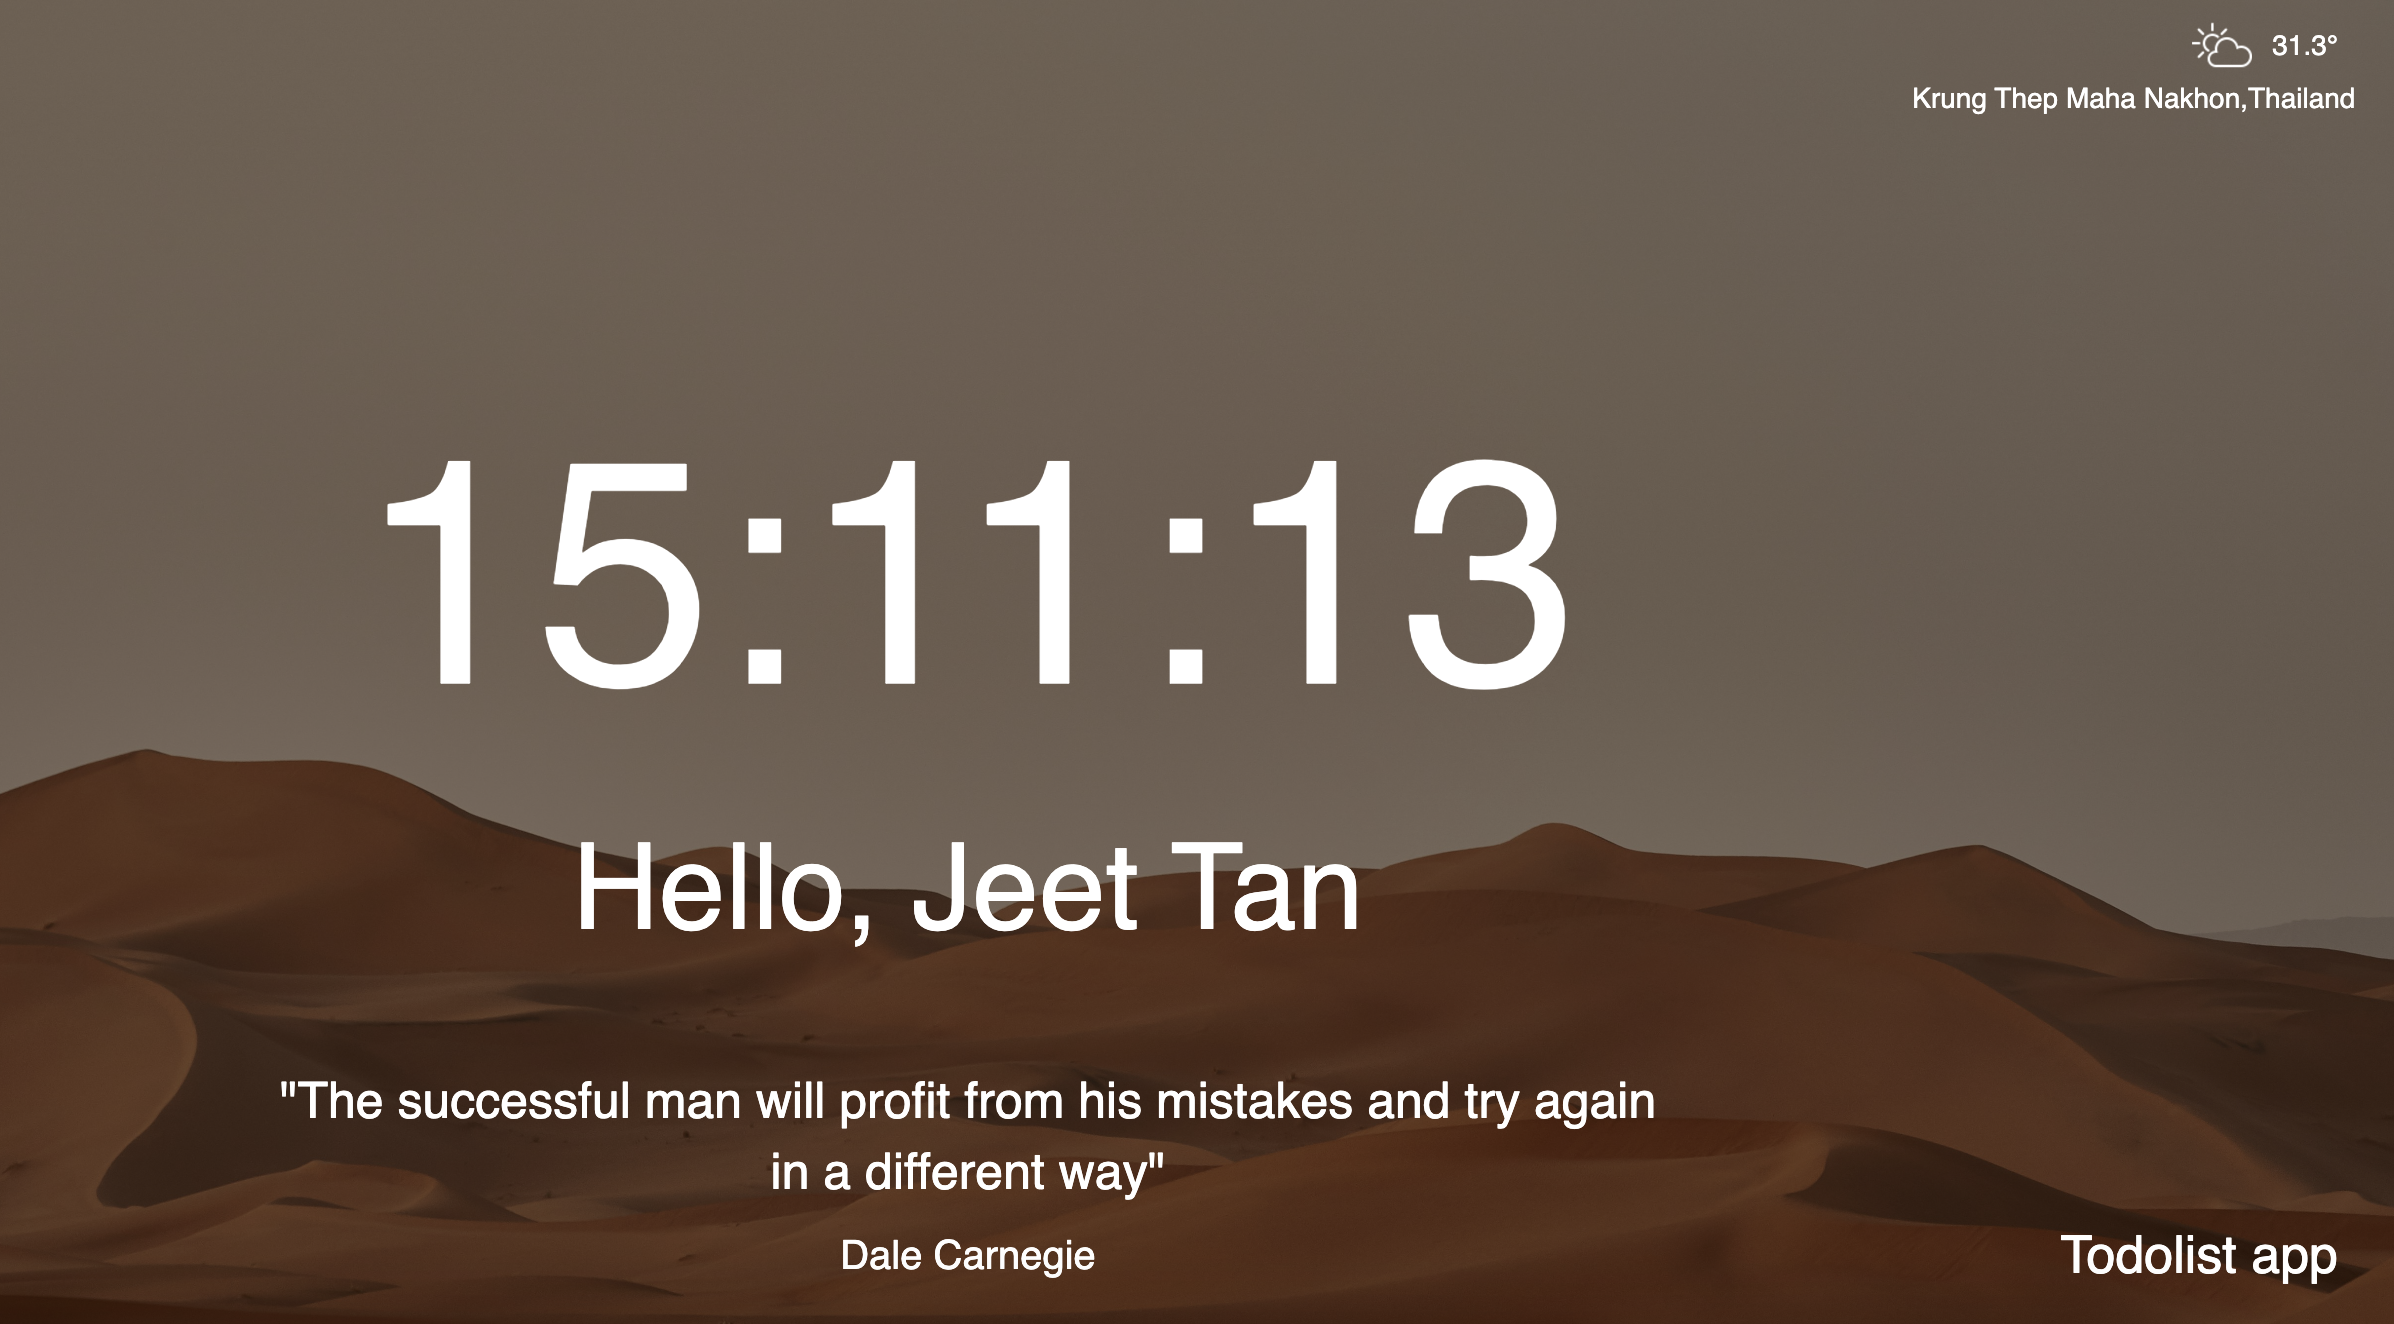 31.3°
Krung Thep Maha Nakhon,Thailand
15:11:13
Hello, Jeet Tan
"The successful man will profit from his mistakes and try again
in a different way"
Dale Carnegie
Todolist app